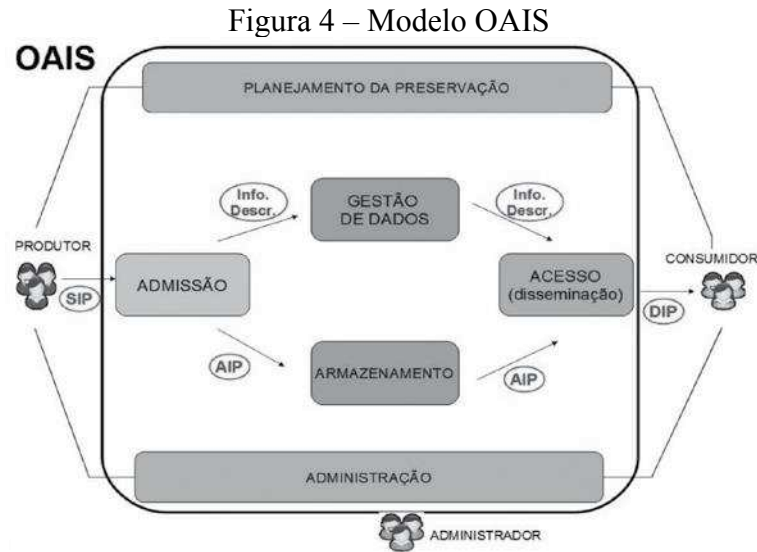 Figura 4 – Modelo OAIS
OAIS
PLANEJAMENTO DA PRESERVAÇÃO
Info.
Descr.
GESTÃO
DE DADOS
Info.
Descr.
PRODUTOR
CONSUMIDOR
SIP
ADMISSÃO
ACESSO
(disseminação)
DIP
AIP
ARMAZENAMENTO
AIP
ADMINISTRAÇÃO
ADMINISTRADOR